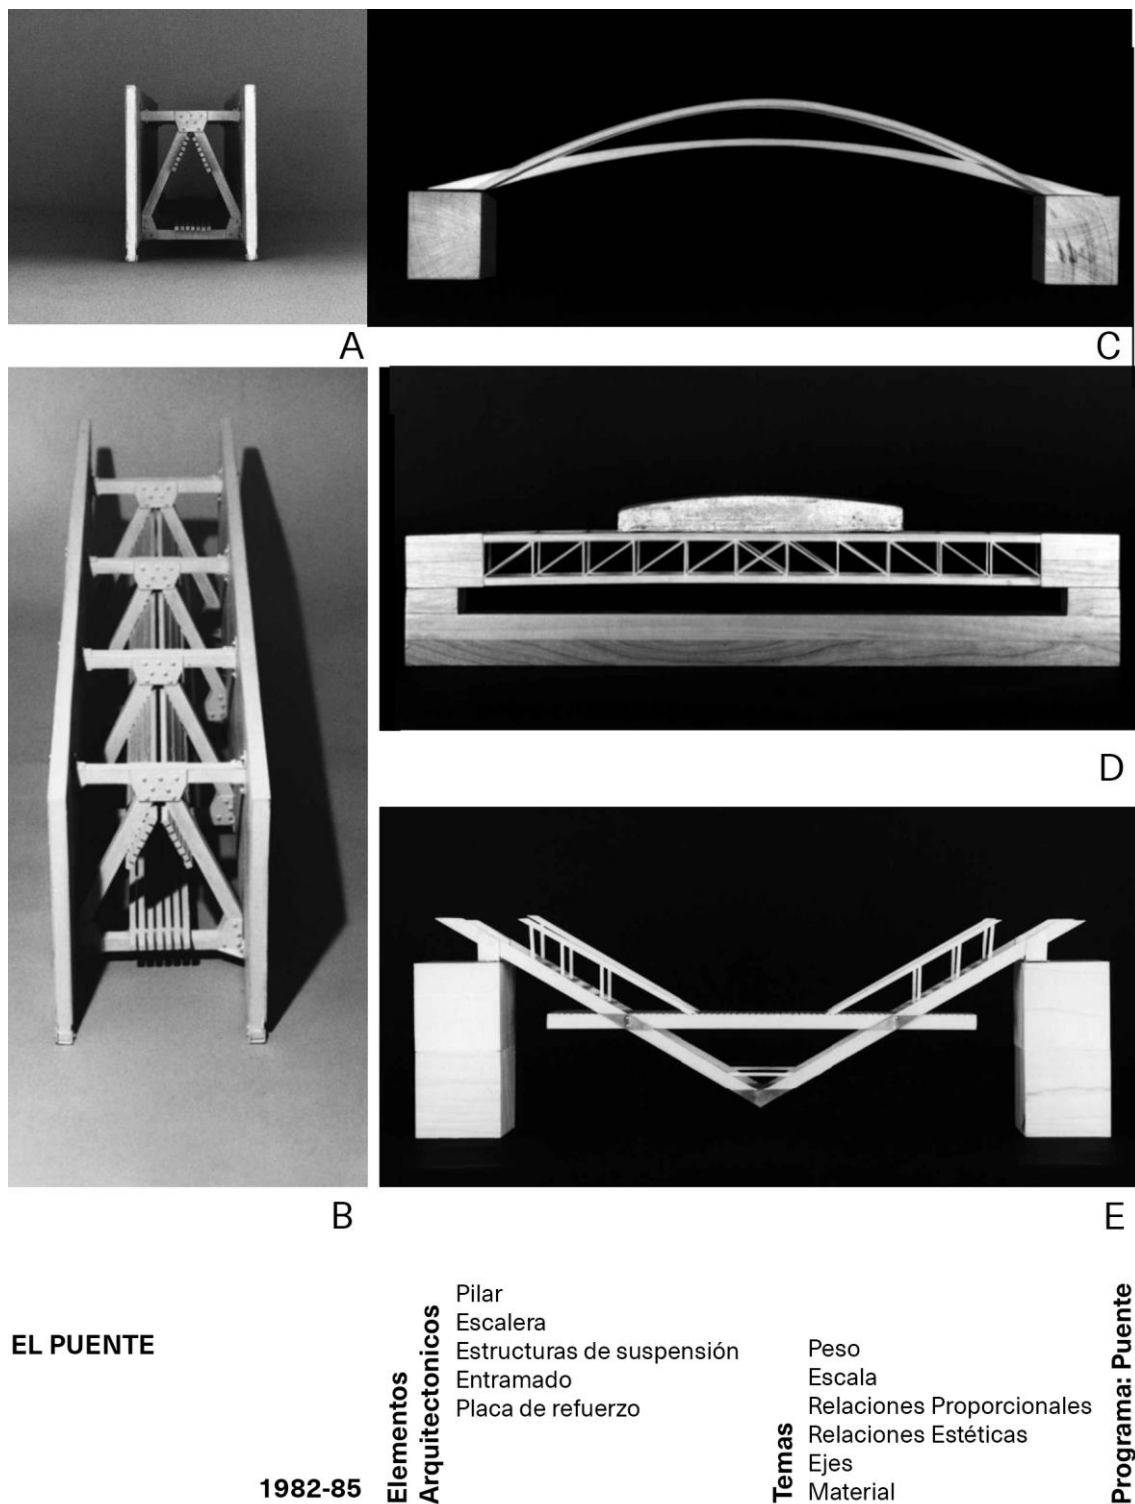 A
C
B
D
E
EL PUENTE
1982-85
Elementos
Arquitectonicos
Pilar
Escalera
Estructuras de suspensión
Entramado
Placa de refuerzo
Temas
Peso
Escala
Relaciones Proporcionales
Relaciones Estéticas
Ejes
Material
Programa: Puente